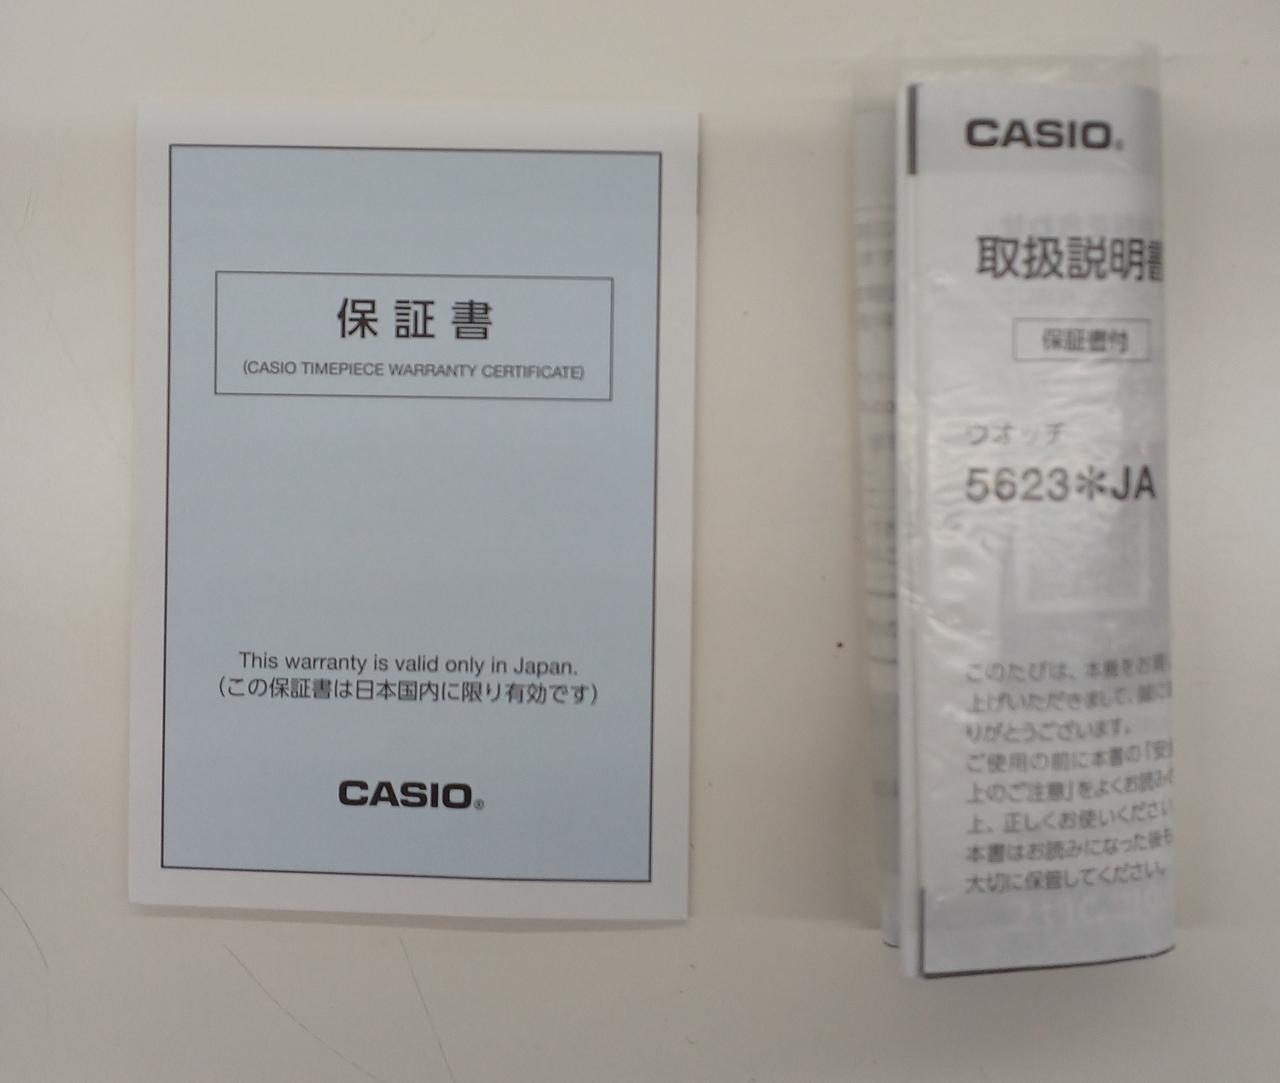 保証書
(CASIO TIMEPIECE WARRANTY CERTIFICATE)
This warranty is valid only in Japan.
(この保証書は日本国内に限り有効です)
CASIO®
CASIO®
取扱説明書
保証書付
ウオッチ
5623＊JA
このたびは、本機をお買
上げいただきまして、誠に
りがとうございます。
ご使用の前に本書の「安全
上のご注意」をよくお読み
上、正しくお使いください
本書はお読みになった後も
大切に保管してください。